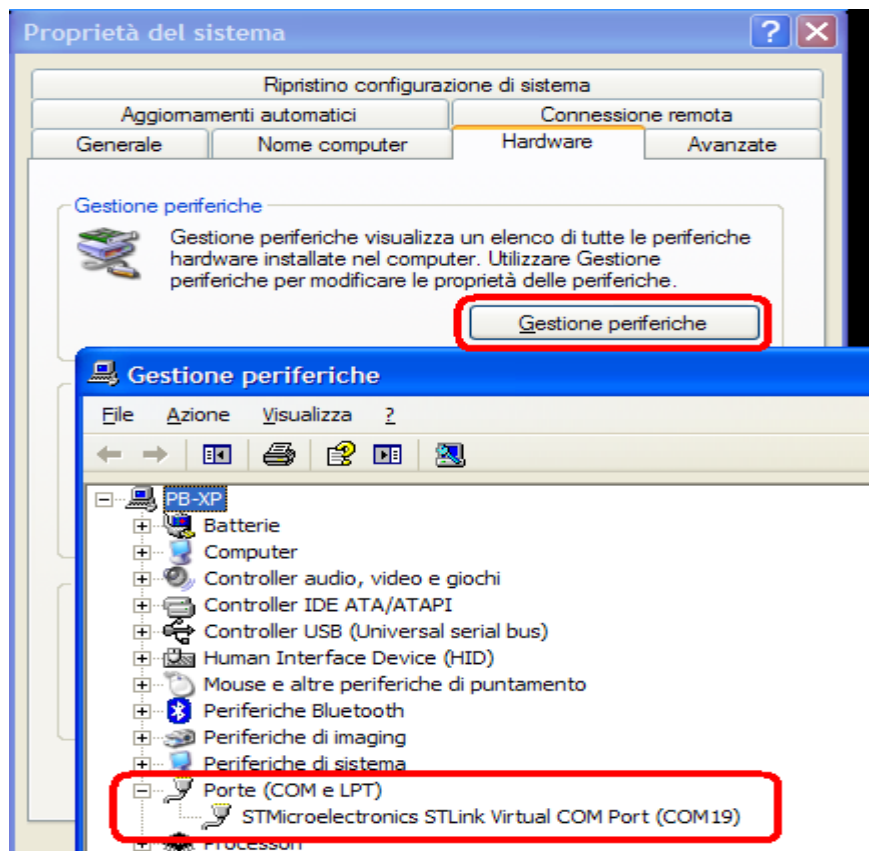 Proprietà del sistema
?
Ripristino configurazione di sistema
Aggiornamenti automatici
Connessione remota
Generale
Nome computer
Hardware
Avanzate
Gestione periferiche
Gestione periferiche visualizza un elenco di tutte le periferiche
hardware installate nel computer. Utilizzare Gestione
periferiche per modificare le proprietà delle periferiche.
Gestione periferiche
Gestione periferiche
File Azione Visualizza ?
PB-XP
Batterie
Computer
Controller audio, video e giochi
Controller IDE ATA/ATAPI
Controller USB (Universal serial bus)
Human Interface Device (HID)
Mouse e altre periferiche di puntamento
Periferiche Bluetooth
Periferiche di imaging
Periferiche di sistema
Porte (COM e LPT)
STMicroelectronics STLink Virtual COM Port (COM19)
Processori